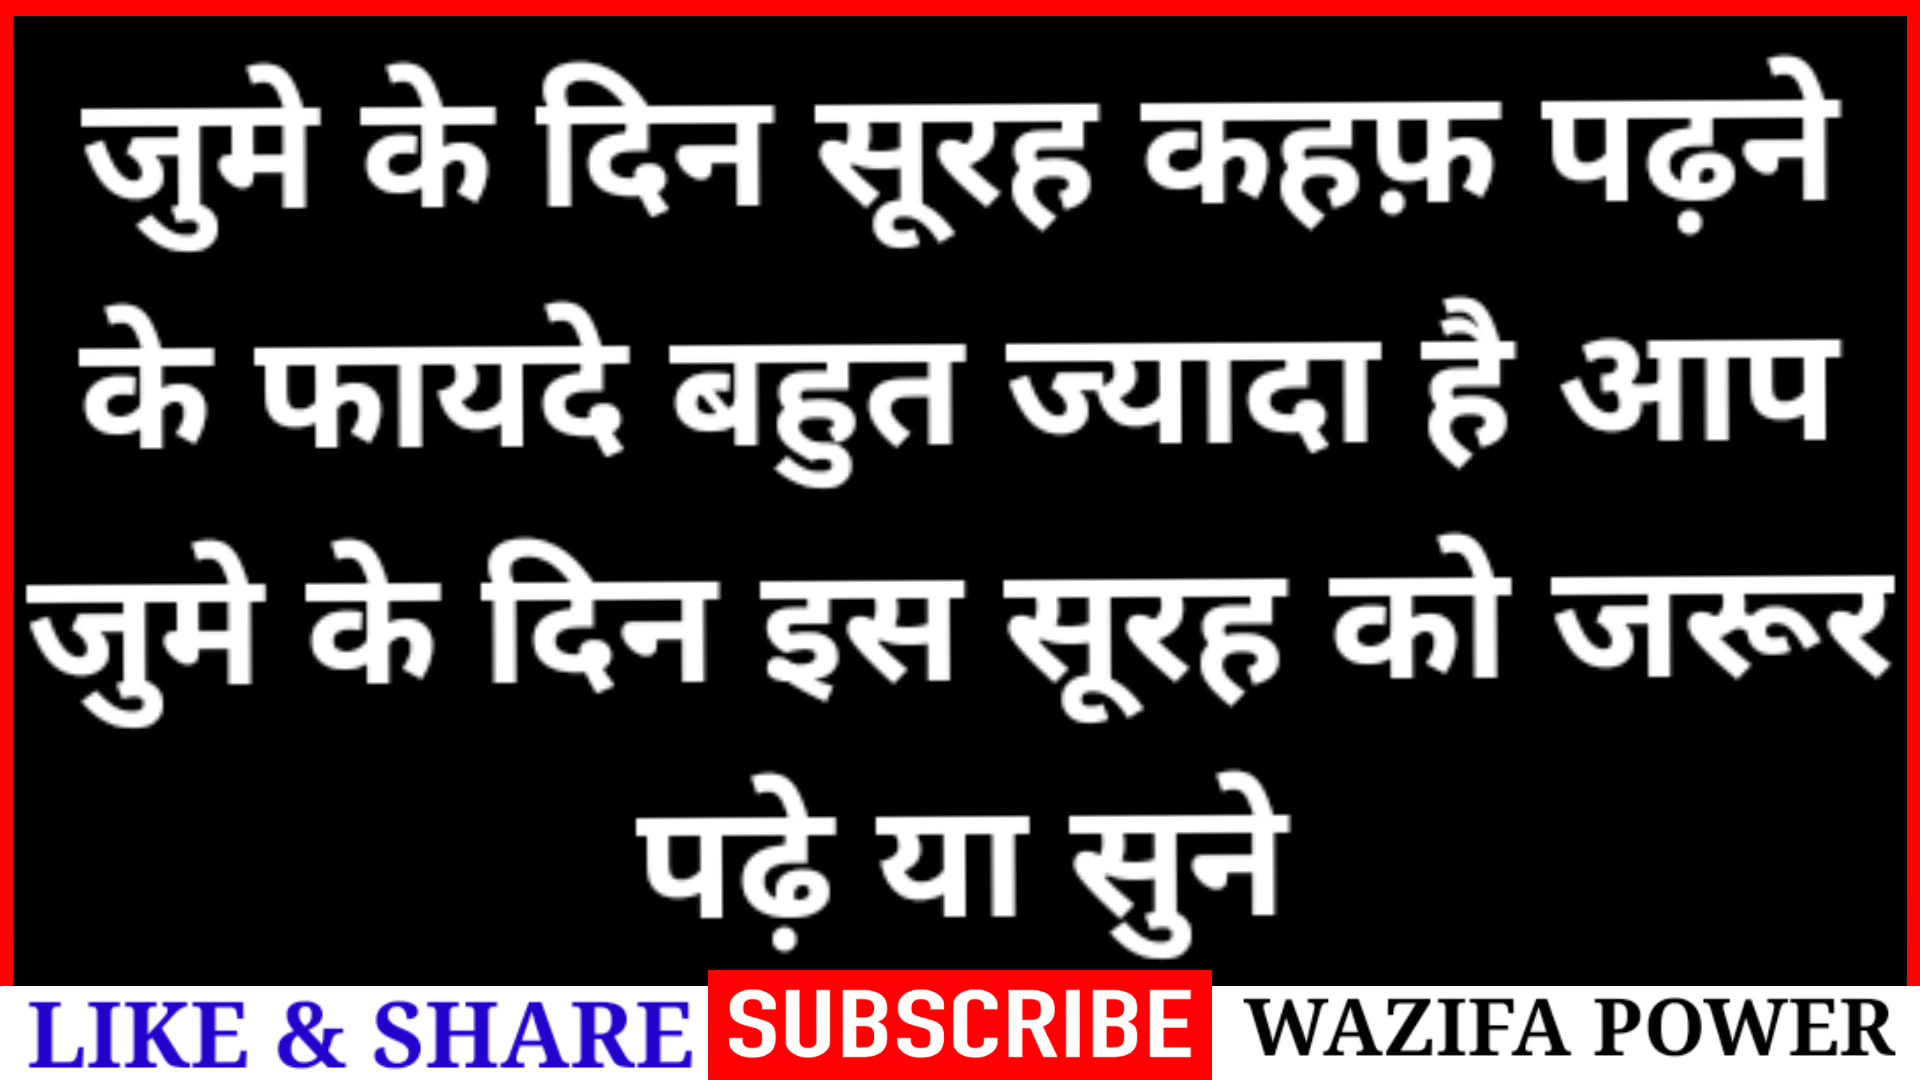 जुमे के दिन सूरह कहफ़ पढ़ने
के फायदे बहुत ज्यादा है आप
जुमे के दिन इस सूरह को जरूर
पढ़े या सुने
LIKE & SHARE SUBSCRIBE WAZIFA POWER